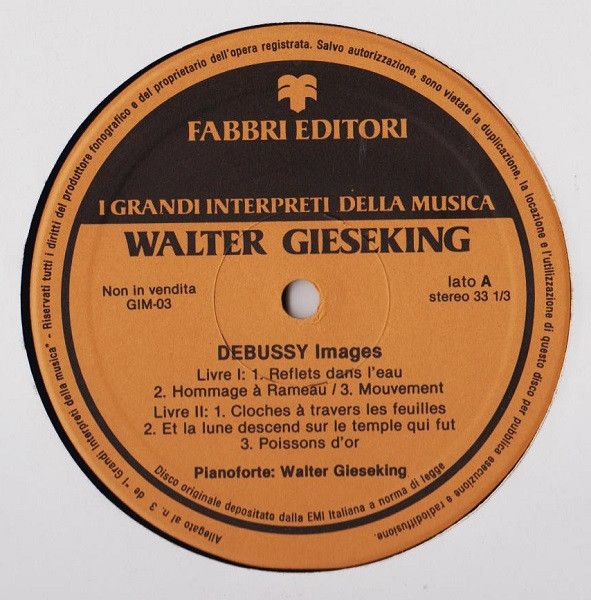 Allegato al n. 3 de "I Grandi Interpreti della musica" - Riservati tutti i diritti del produttore fonografico e del proprietario dell'opera registrata. Salvo autorizzazione, sono vietate la duplicazione, la locazione e l'utilizzazione di questo disco per pubblica esecuzione e radiodiffusione.
FABBRI EDITORI
I GRANDI INTERPRETI DELLA MUSICA
WALTER GIESEKING
Non in vendita
GIM-03
lato A
stereo 33 1/3
DEBUSSY Images
Livre I: 1. Reflets dans l'eau
2. Hommage à Rameau / 3. Mouvement
Livre II: 1. Cloches à travers les feuilles
2. Et la lune descend sur le temple qui fut
3. Poissons d'or
Pianoforte: Walter Gieseking
Disco originale depositato dalla EMI Italiana a norma di legge